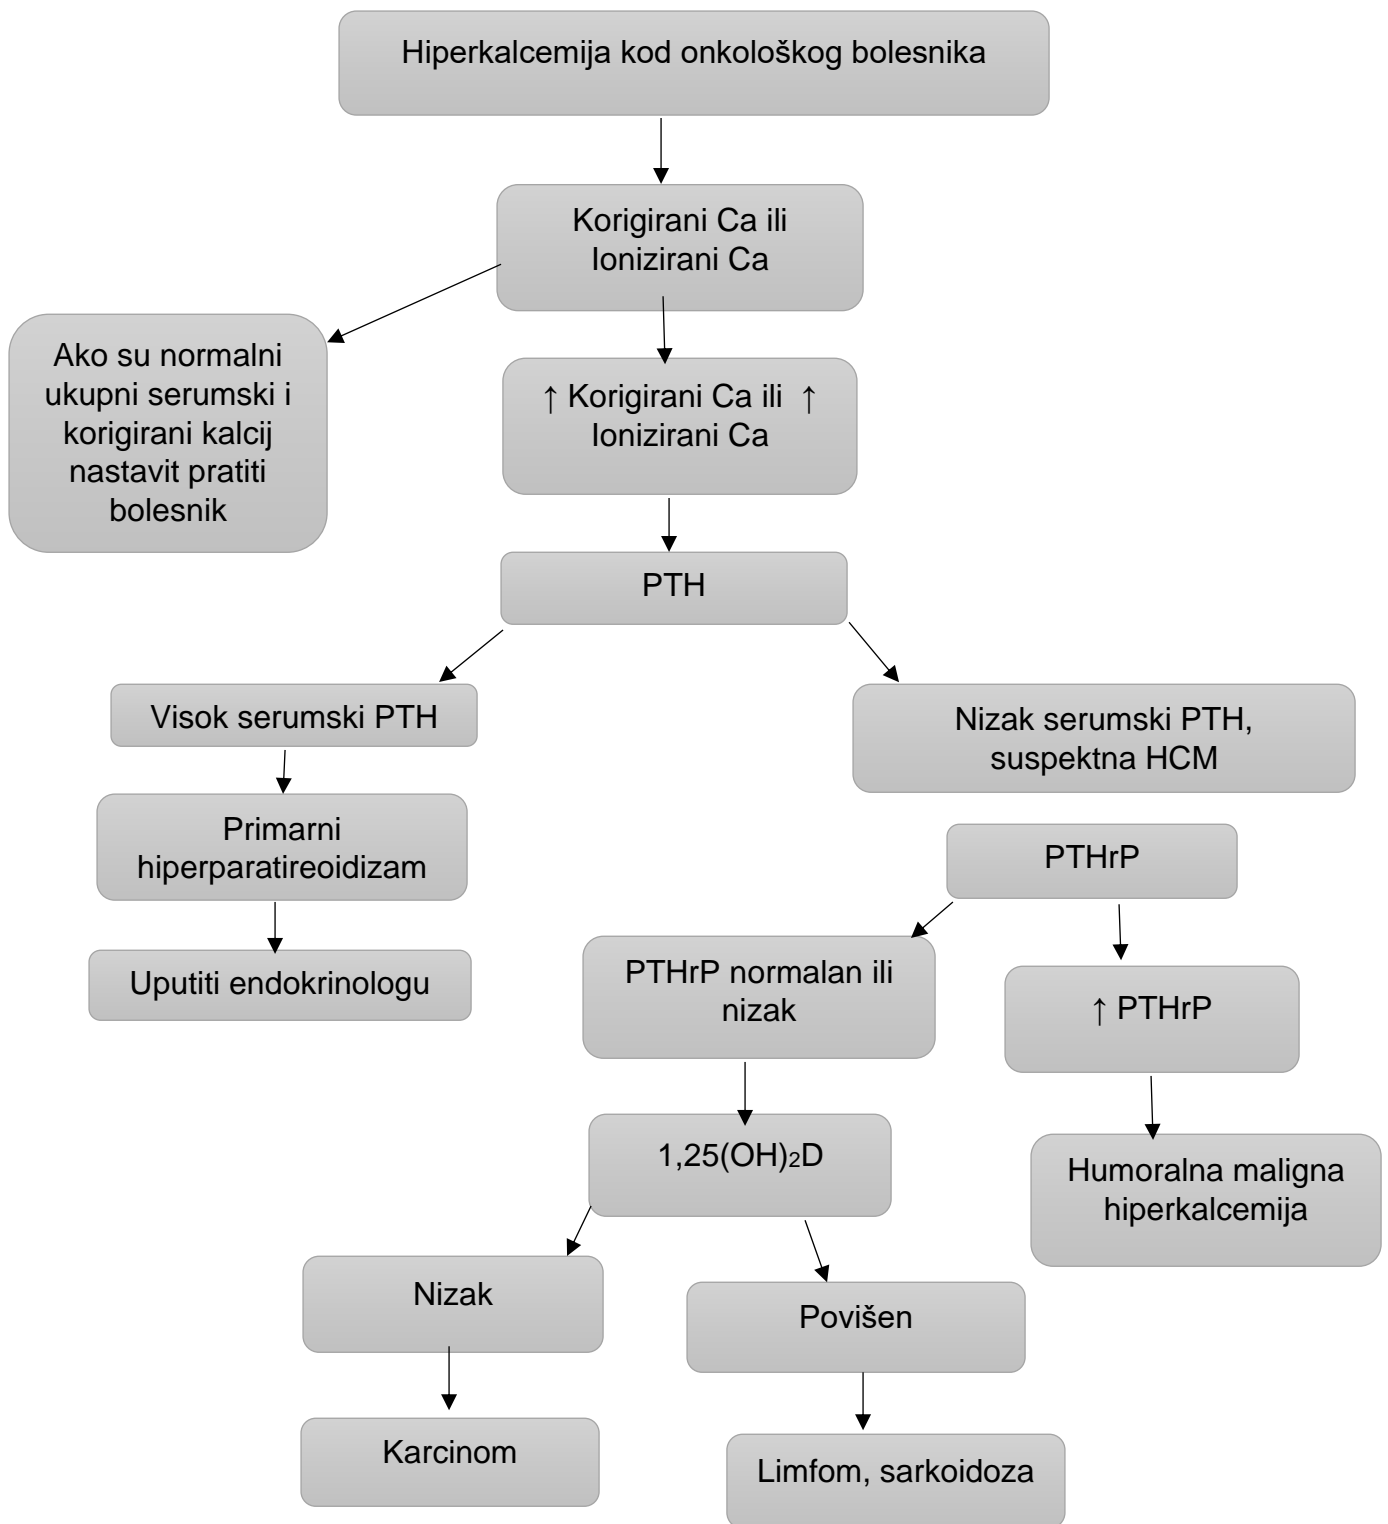 Hiperkalcemija kod onkološkog bolesnika
Korigirani Ca ili
Ionizirani Ca
Ako su normalni
ukupni serumski i
korigirani kalcij
nastavit pratiti
bolesnik
↑ Korigirani Ca ili ↑
Ionizirani Ca
PTH
Visok serumski PTH
Nizak serumski PTH,
suspektna HCM
Primarni
hiperparatireoidizam
Uputiti endokrinologu
PTHrP
PTHrP normalan ili
nizak
↑ PTHrP
1,25(OH)₂D
Humoralna maligna
hiperkalcemija
Nizak
Povišen
Karcinom
Limfom, sarkoidoza